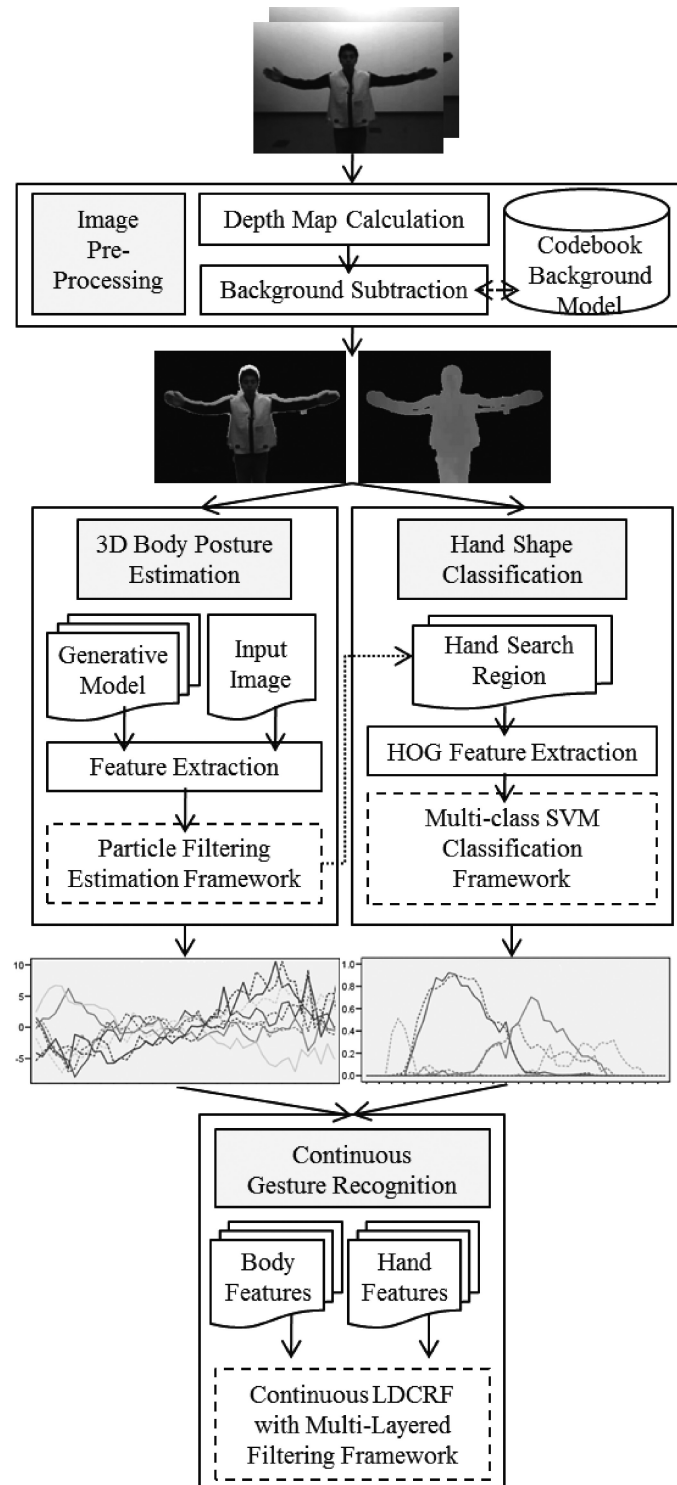 Image
Pre-
Processing
Depth Map Calculation
Background Subtraction
Codebook
Background
Model
3D Body Posture
Estimation
Generative
Model
Input
Image
Feature Extraction
Particle Filtering
Estimation Framework
Hand Shape
Classification
Hand Search
Region
HOG Feature Extraction
Multi-class SVM
Classification
Framework
10
5
0
-5
1.0
0.8
0.6
0.4
0.2
0.0
Continuous
Gesture Recognition
Body
Features
Hand
Features
Continuous LDCRF
with Multi-Layered
Filtering Framework